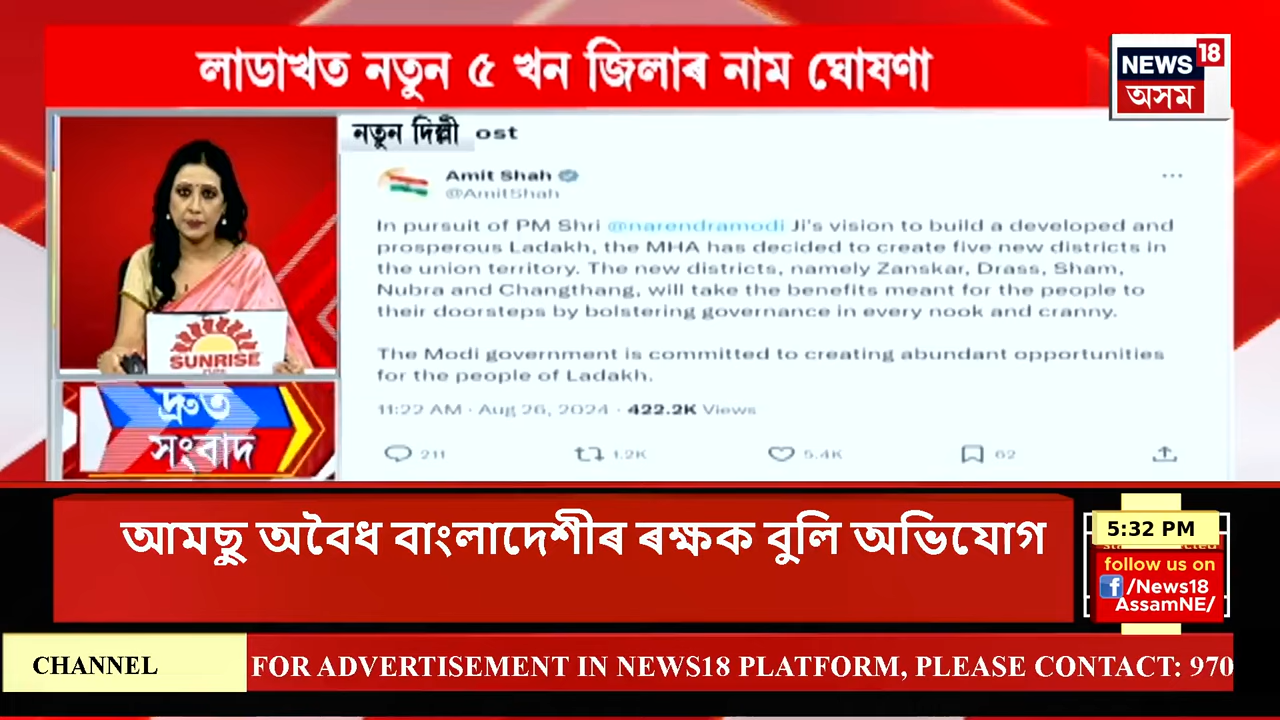 লাডাখত নতুন ৫ খন জিলাৰ নাম ঘোষণা
NEWS 18
অসম
নতুন দিল্লী ost
Amit Shah
@AmitShah
In pursuit of PM Shri @narendramodi Ji's vision to build a developed and
prosperous Ladakh, the MHA has decided to create five new districts in
the union territory. The new districts, namely Zanskar, Drass, Sham,
Nubra and Changthang, will take the benefits meant for the people to
their doorsteps by bolstering governance in every nook and cranny.
The Modi government is committed to creating abundant opportunities
for the people of Ladakh.
11:22 AM · Aug 26, 2024 · 422.2K Views
211 1.2K 5.4K 62
SUNRISE
দ্ৰুত
সংবাদ
আমছু অবৈধ বাংলাদেশীৰ ৰক্ষক বুলি অভিযোগ
5:32 PM
follow us on
/News18
AssamNE/
CHANNEL FOR ADVERTISEMENT IN NEWS18 PLATFORM, PLEASE CONTACT: 970